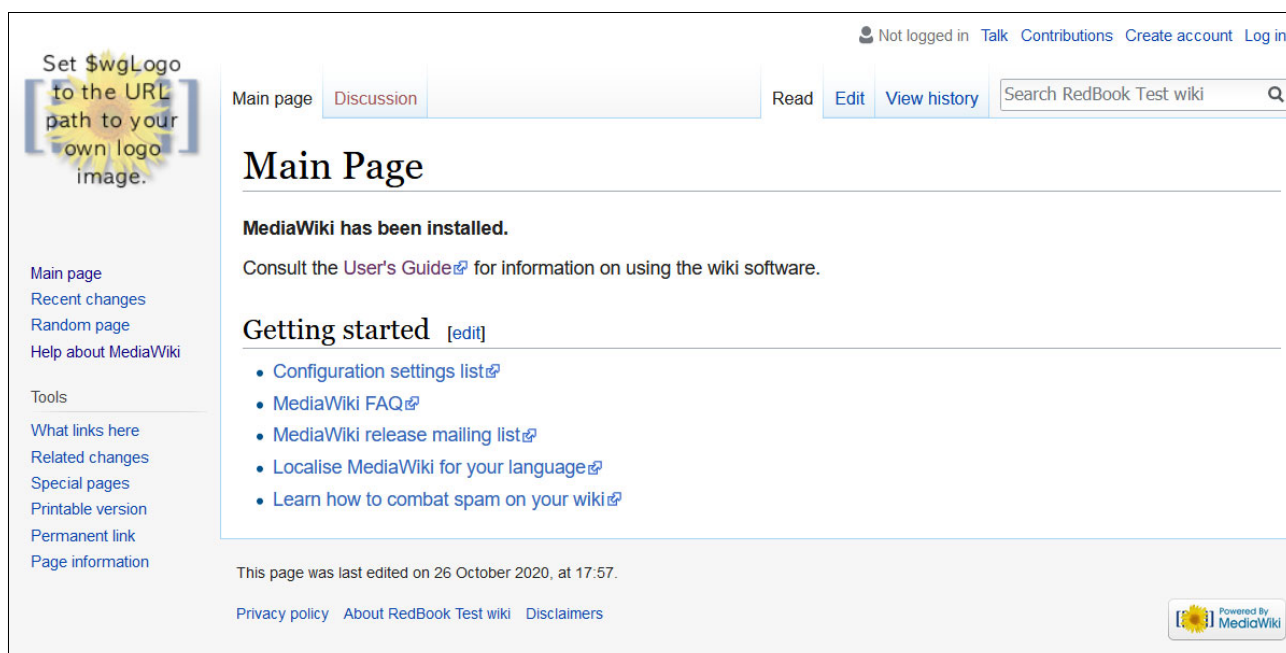 Not logged in Talk Contributions Create account Log in
Set $wgLogo
to the URL
path to your
own logo
image.
Main page Discussion Read Edit View history Search RedBook Test wiki
Main Page
MediaWiki has been installed.
Consult the User's Guide for information on using the wiki software.
Main page
Recent changes
Random page
Help about MediaWiki
Getting started [edit]
Configuration settings list
MediaWiki FAQ
MediaWiki release mailing list
Localise MediaWiki for your language
Learn how to combat spam on your wiki
Tools
What links here
Related changes
Special pages
Printable version
Permanent link
Page information
This page was last edited on 26 October 2020, at 17:57.
Privacy policy About RedBook Test wiki Disclaimers
Powered By
MediaWiki